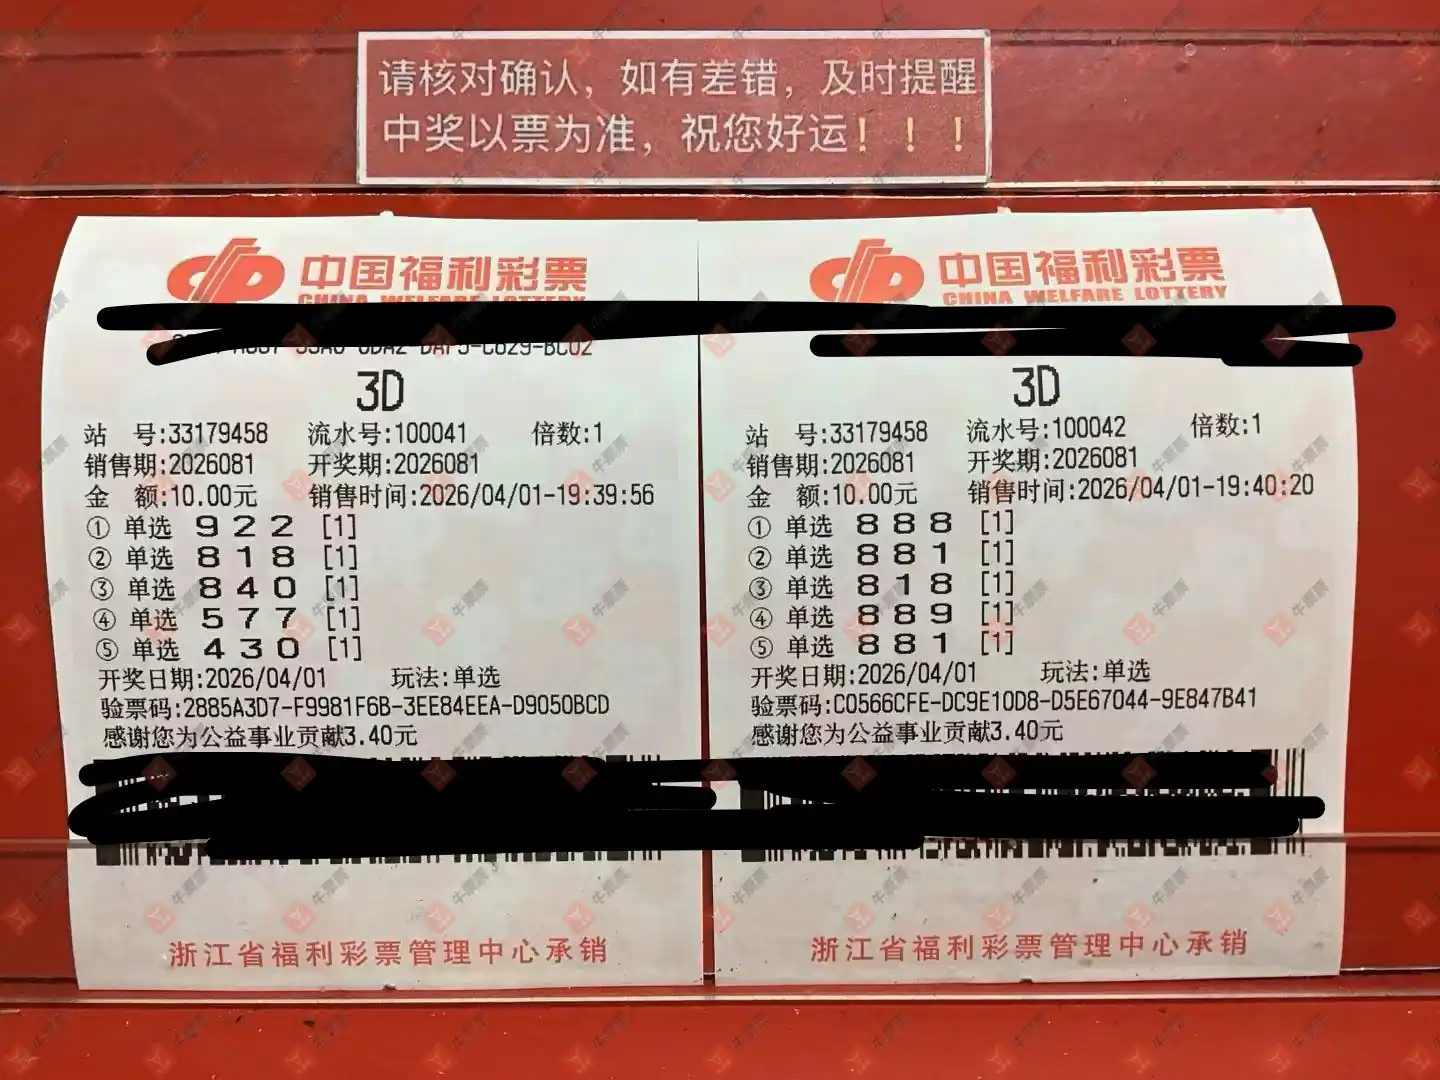 请核对确认，如有差错，及时提醒
中奖以票为准，祝您好运！！！
中国福利彩票
CHINA WELFARE LOTTERY
3D
站 号:33179458 流水号:100041 倍数:1
销售期:2026081 开奖期:2026081
金 额:10.00元 销售时间:2026/04/01-19:39:56
① 单选 9 2 2 [1]
② 单选 8 1 8 [1]
③ 单选 8 4 0 [1]
④ 单选 5 7 7 [1]
⑤ 单选 4 3 0 [1]
开奖日期:2026/04/01 玩法:单选
验票码:2885A3D7-F9981F6B-3EE84EEA-D9050BCD
感谢您为公益事业贡献3.40元
浙江省福利彩票管理中心承销
中国福利彩票
CHINA WELFARE LOTTERY
3D
站 号:33179458 流水号:100042 倍数:1
销售期:2026081 开奖期:2026081
金 额:10.00元 销售时间:2026/04/01-19:40:20
① 单选 8 8 8 [1]
② 单选 8 8 1 [1]
③ 单选 8 1 8 [1]
④ 单选 8 8 9 [1]
⑤ 单选 8 8 1 [1]
开奖日期:2026/04/01 玩法:单选
验票码:C0566CFE-DC9E10D8-D5E67044-9E847B41
感谢您为公益事业贡献3.40元
浙江省福利彩票管理中心承销